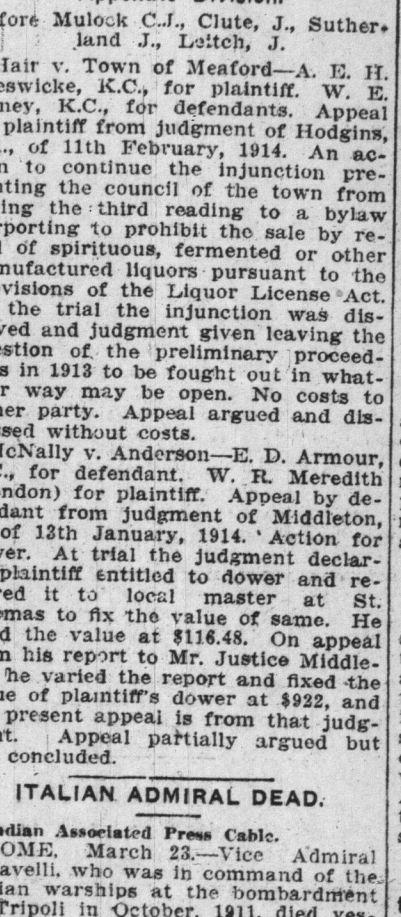 fore Mulock C.J., Clute, J., Suther-
land J., Leitch, J.
Hair v. Town of Meaford—A. E. H.
eswicke, K.C., for plaintiff. W. E.
ney, K.C., for defendants. Appeal
plaintiff from judgment of Hodgins,
., of 11th February, 1914. An ac-
n to continue the injunction pre-
nting the council of the town from
ing the third reading to a bylaw
rporting to prohibit the sale by re-
l of spirituous, fermented or other
nufactured liquors pursuant to the
visions of the Liquor License Act.
the trial the injunction was dis-
ved and judgment given leaving the
estion of the preliminary proceed-
s in 1913 to be fought out in what-
r way may be open. No costs to
her party. Appeal argued and dis-
ssed without costs.
McNally v. Anderson—E. D. Armour,
., for defendant. W. R. Meredith
ondon) for plaintiff. Appeal by de-
dant from judgment of Middleton,
of 13th January, 1914. Action for
wer. At trial the judgment declar-
plaintiff entitled to dower and re-
red it to local master at St.
omas to fix the value of same. He
d the value at $116.48. On appeal
m his report to Mr. Justice Middle-
he varied the report and fixed the
ue of plaintiff's dower at $922, and
present appeal is from that judg-
t. Appeal partially argued but
concluded.
ITALIAN ADMIRAL DEAD.
adian Associated Press Cable.
OME, March 23.—Vice Admiral
avelli, who was in command of the
lian warships at the bombardment
Tripoli in October, 1911, died